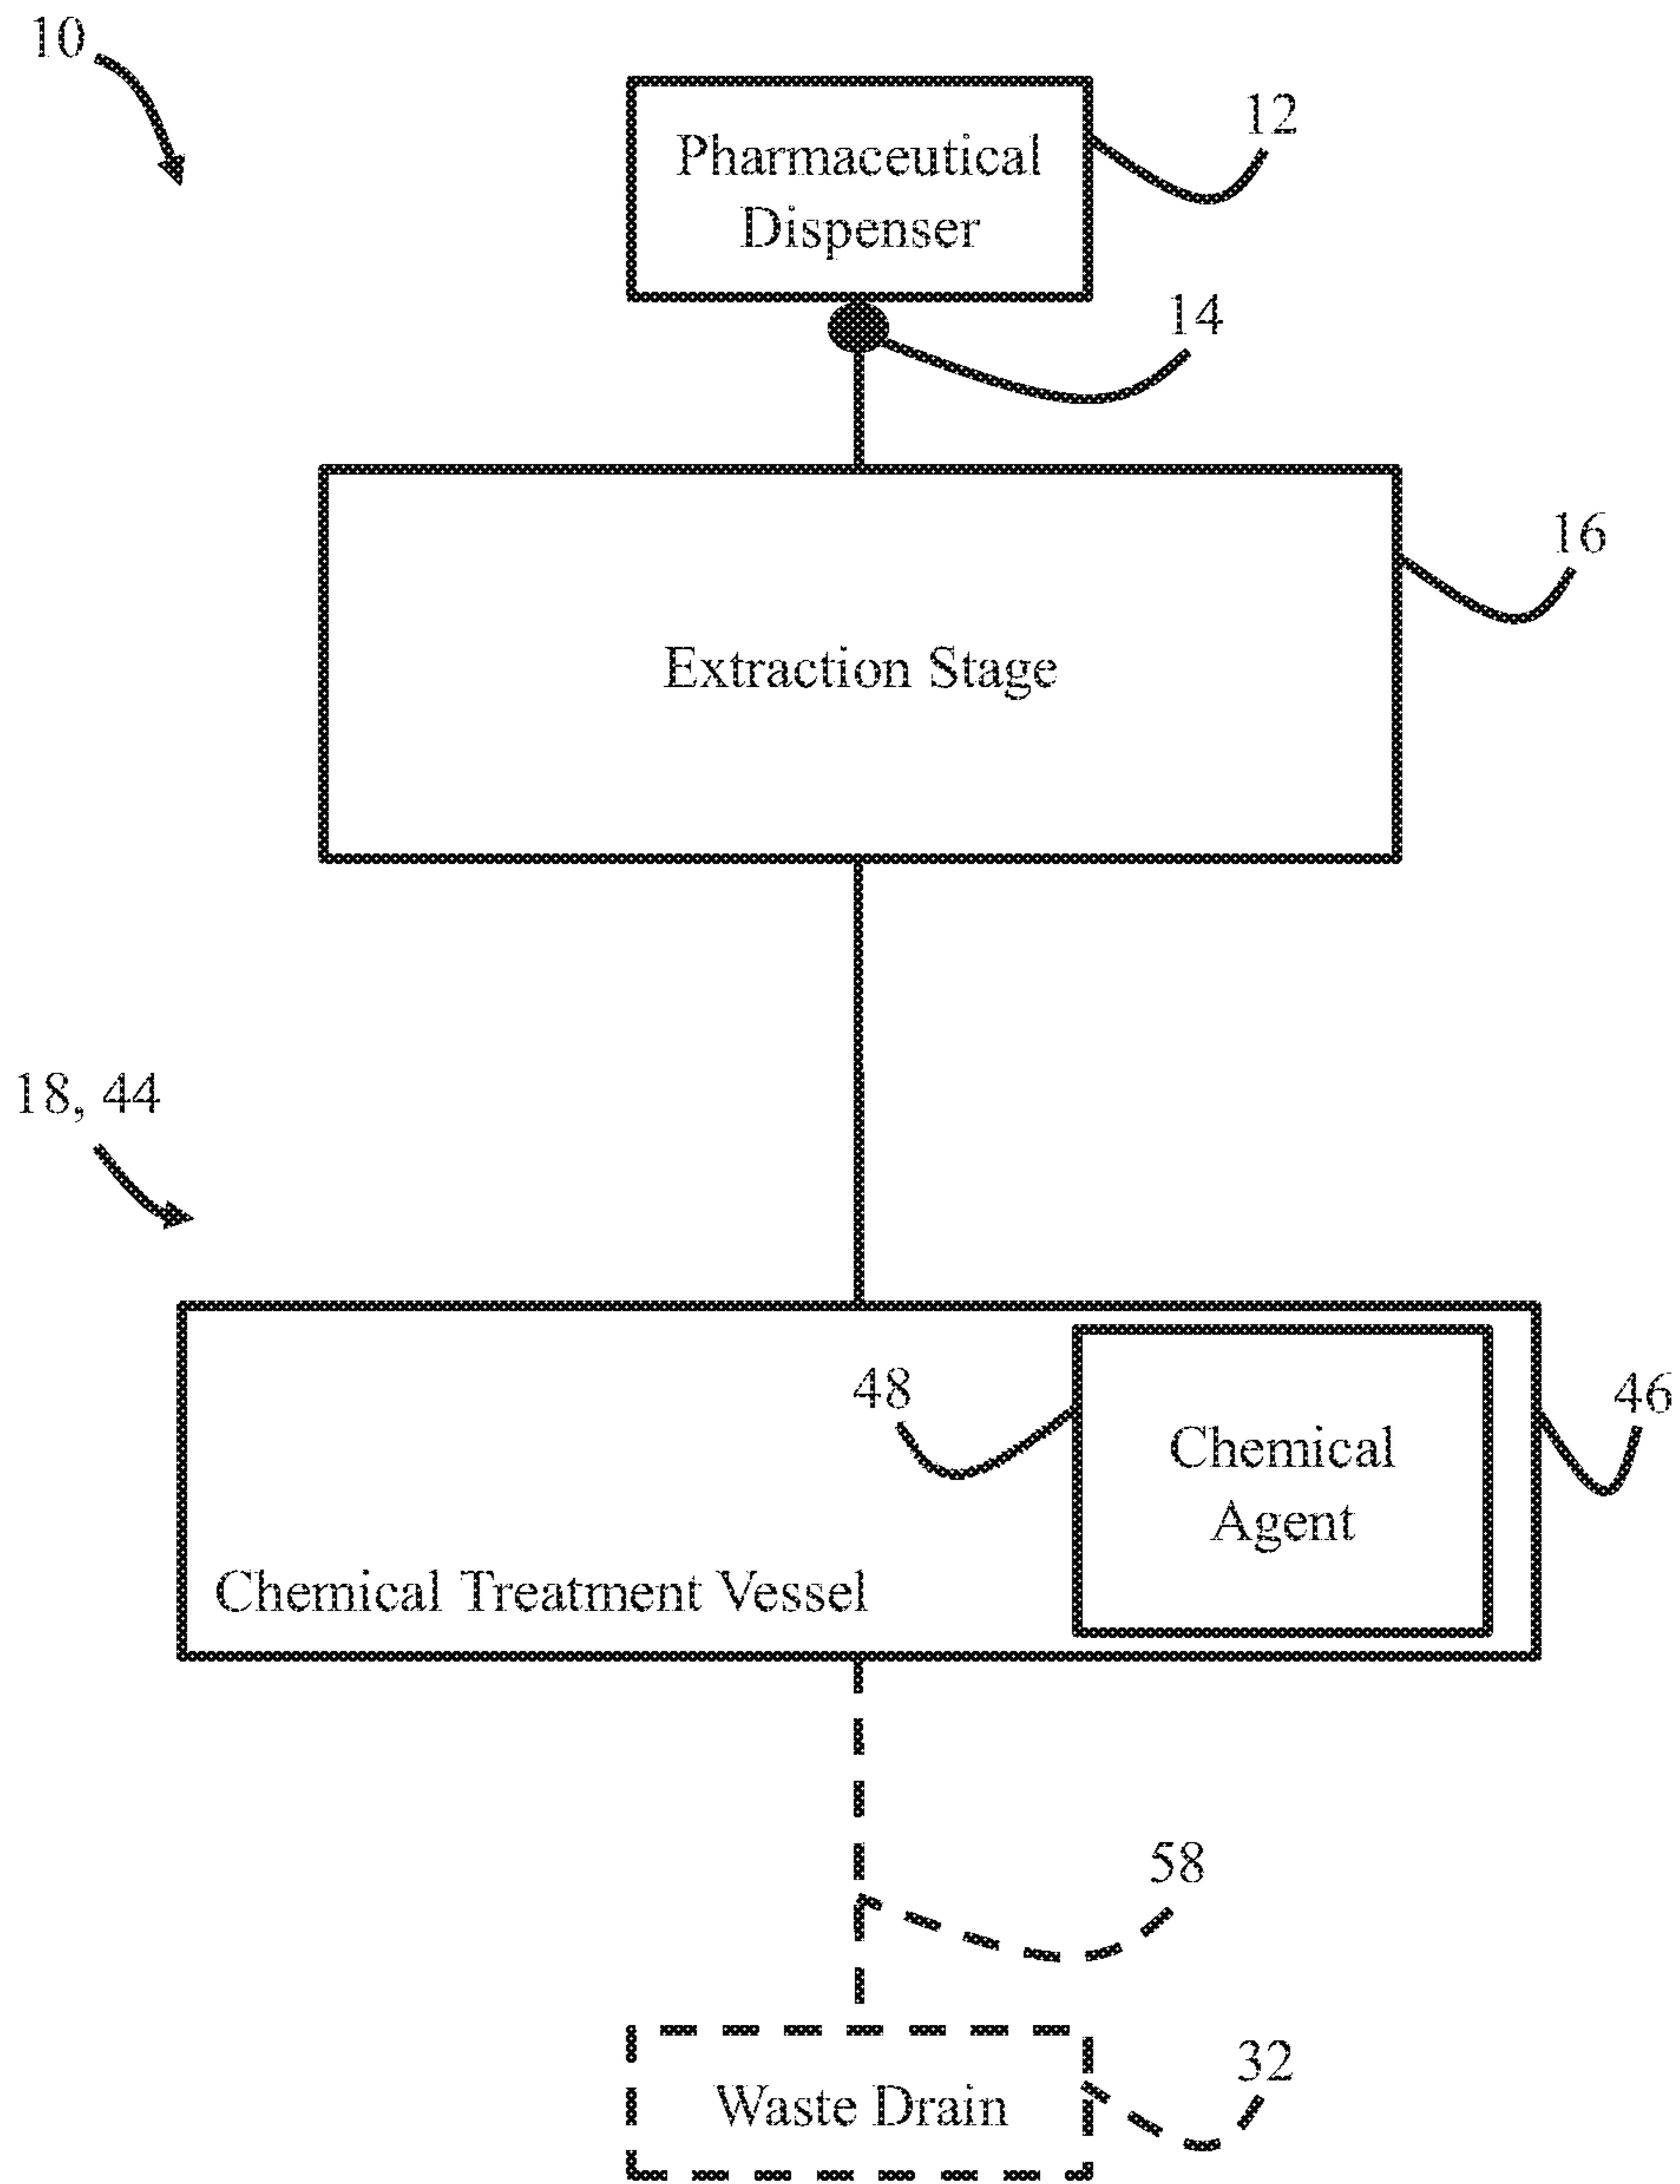 10
12
Pharmaceutical
Dispenser
14
16
Extraction Stage
18, 44
48
46
Chemical
Agent
Chemical Treatment Vessel
58
32
Waste Drain